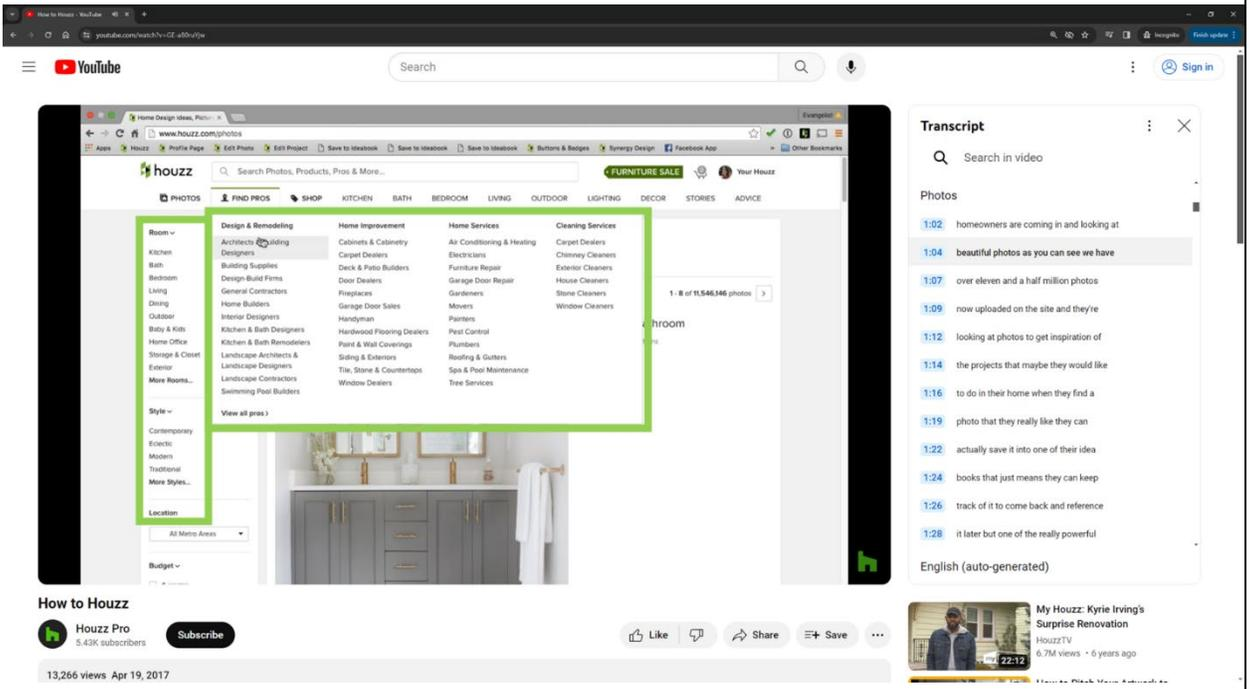 How to Houzz - YouTube
youtube.com/watch?v=GE-a80ruYjw
Incognito
Finish update
YouTube
Search
Sign in
Home Design Ideas, Pictur
Evangelist
www.houzz.com/photos
Apps Houzz Profile Page Edit Photo Edit Project Save to Ideabook Save to Ideabook Save to Ideabook Buttons & Badges Synergy Design Facebook App » Other Bookmarks
houzz
Search Photos, Products, Pros & More...
FURNITURE SALE
Your Houzz
PHOTOS FIND PROS SHOP KITCHEN BATH BEDROOM LIVING OUTDOOR LIGHTING DECOR STORIES ADVICE
Room
Kitchen
Bath
Bedroom
Living
Dining
Outdoor
Baby & Kids
Home Office
Storage & Closet
Exterior
More Rooms...
Style
Contemporary
Eclectic
Modern
Traditional
More Styles...
Location
All Metro Areas
Budget
Design & Remodeling
Architects & Building
Designers
Building Supplies
Design-Build Firms
General Contractors
Home Builders
Interior Designers
Kitchen & Bath Designers
Kitchen & Bath Remodelers
Landscape Architects &
Landscape Designers
Landscape Contractors
Swimming Pool Builders
View all pros
Home Improvement
Cabinets & Cabinetry
Carpet Dealers
Deck & Patio Builders
Door Dealers
Fireplaces
Garage Door Sales
Handyman
Hardwood Flooring Dealers
Paint & Wall Coverings
Siding & Exteriors
Tile, Stone & Countertops
Window Dealers
Home Services
Air Conditioning & Heating
Electricians
Furniture Repair
Garage Door Repair
Gardeners
Movers
Painters
Pest Control
Plumbers
Roofing & Gutters
Spa & Pool Maintenance
Tree Services
Cleaning Services
Carpet Dealers
Chimney Cleaners
Exterior Cleaners
House Cleaners
Stone Cleaners
Window Cleaners
1 - 8 of 11,546,146 photos
hroom
How to Houzz
Houzz Pro
5.43K subscribers
Subscribe
Like
Share
Save
13,266 views Apr 19, 2017
Transcript
Search in video
Photos
1:02 homeowners are coming in and looking at
1:04 beautiful photos as you can see we have
1:07 over eleven and a half million photos
1:09 now uploaded on the site and they're
1:12 looking at photos to get inspiration of
1:14 the projects that maybe they would like
1:16 to do in their home when they find a
1:19 photo that they really like they can
1:22 actually save it into one of their idea
1:24 books that just means they can keep
1:26 track of it to come back and reference
1:28 it later but one of the really powerful
English (auto-generated)
22:12
My Houzz: Kyrie Irving's
Surprise Renovation
HouzzTV
6.7M views • 6 years ago